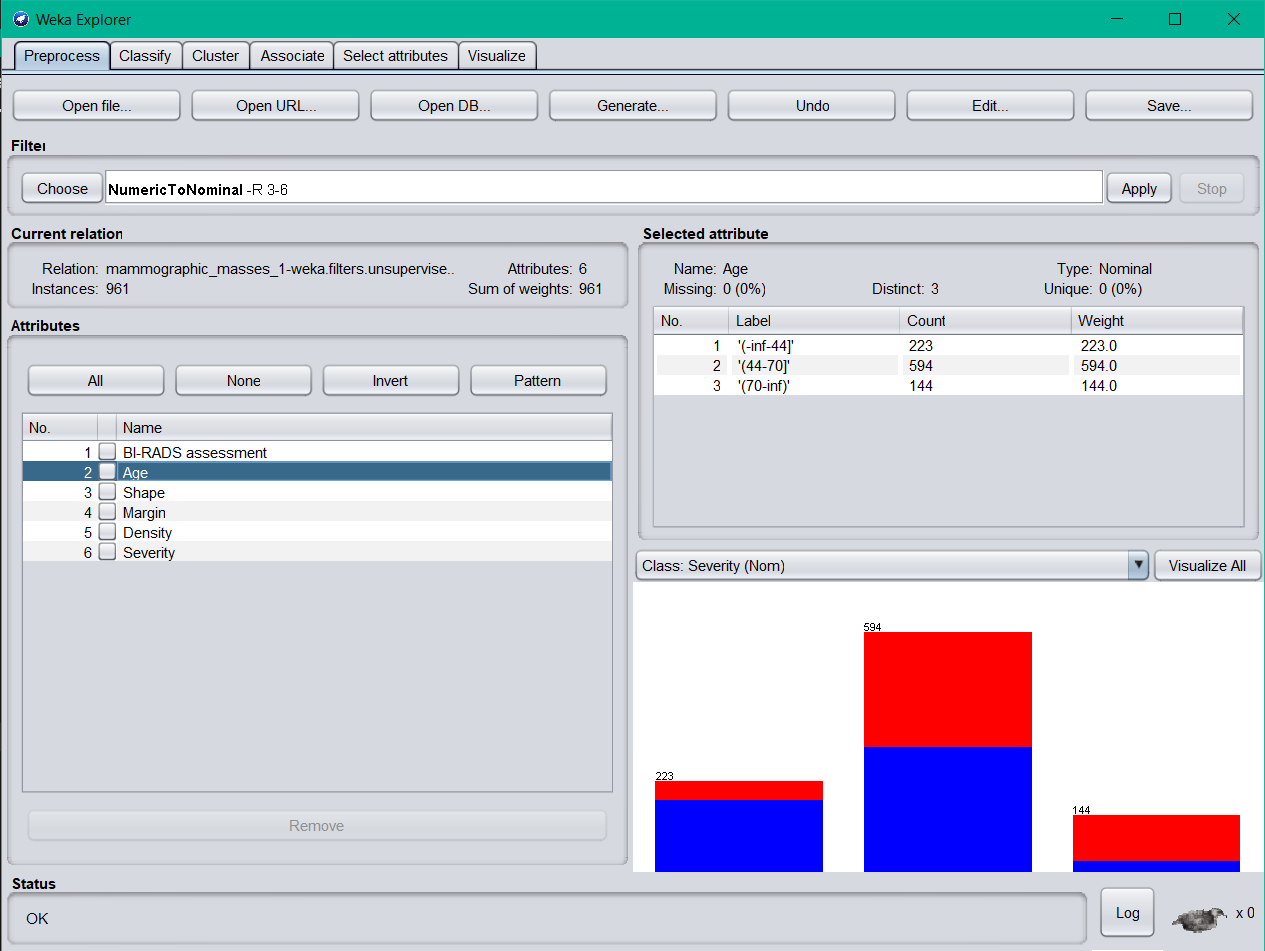 Weka Explorer
Preprocess Classify Cluster Associate Select attributes Visualize
Open file... Open URL... Open DB... Generate... Undo Edit... Save...
Filter
Choose NumericToNominal -R 3-6 Apply Stop
Current relation
Relation: mammographic_masses_1-weka.filters.unsupervise.. Attributes: 6
Instances: 961 Sum of weights: 961
Attributes
All None Invert Pattern
No. Name
1 BI-RADS assessment
2 Age
3 Shape
4 Margin
5 Density
6 Severity
Remove
Selected attribute
Name: Age Type: Nominal
Missing: 0 (0%) Distinct: 3 Unique: 0 (0%)
No. Label Count Weight
1 '(-inf-44]' 223 223.0
2 '(44-70]' 594 594.0
3 '(70-inf)' 144 144.0
Class: Severity (Nom) Visualize All
594
223
144
Status
OK
Log x 0